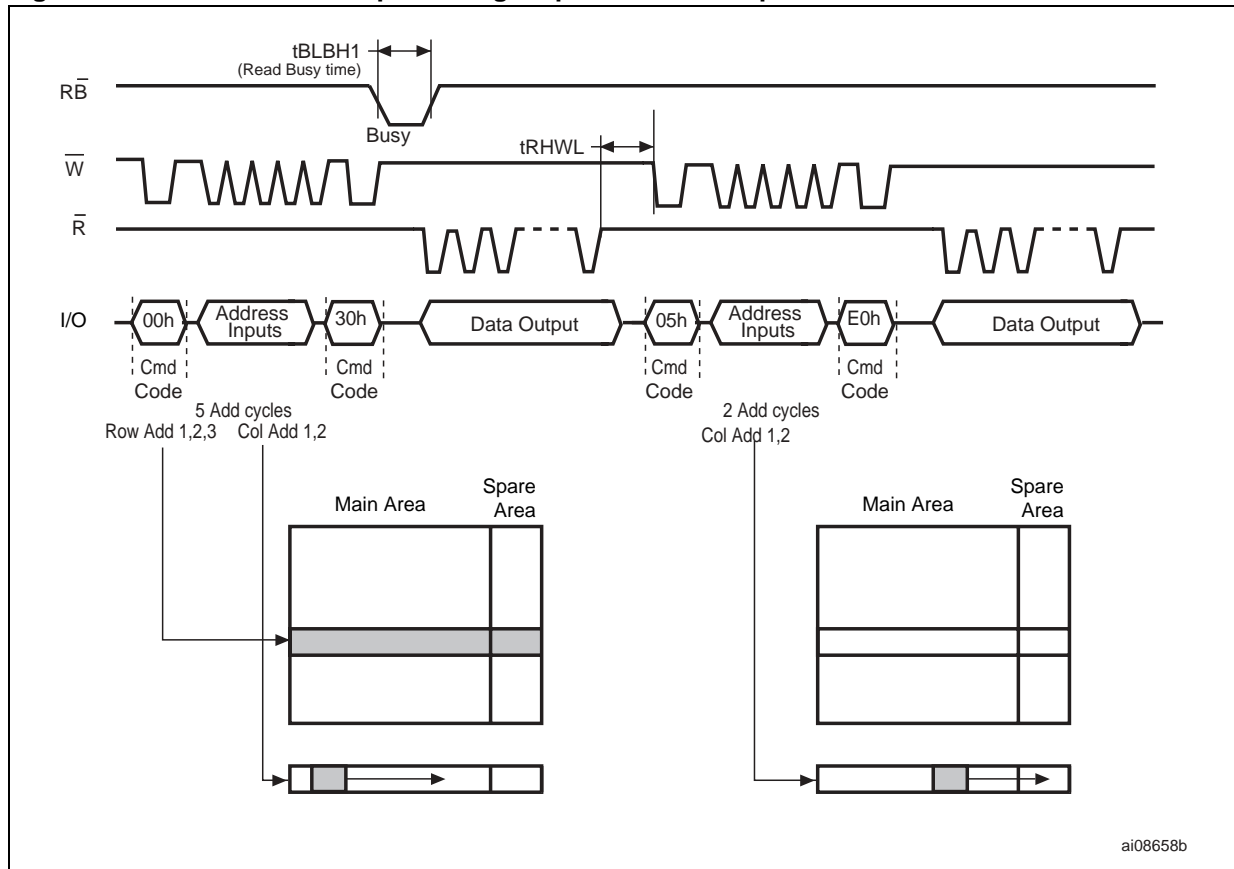 tBLBH1
(Read Busy time)
RB
Busy
tRHWL
W
R
I/O
00h
Address
Inputs
30h
Data Output
05h
Address
Inputs
E0h
Data Output
Cmd
Code
Cmd
Code
Cmd
Code
Cmd
Code
5 Add cycles
Row Add 1,2,3
Col Add 1,2
2 Add cycles
Col Add 1,2
Main Area
Spare
Area
Main Area
Spare
Area
ai08658b